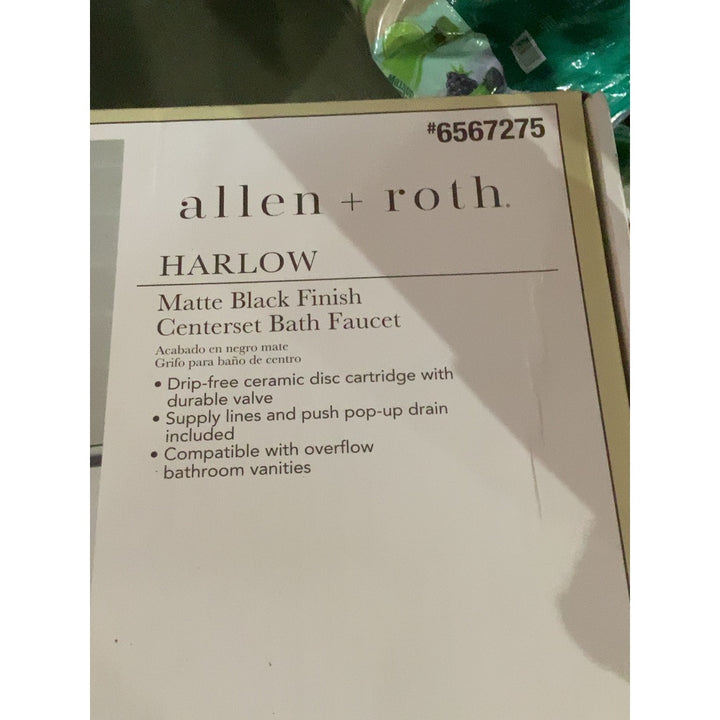 #6567275
allen + roth.
HARLOW
Matte Black Finish
Centerset Bath Faucet
Acabado en negro mate
Grifo para baño de centro
• Drip-free ceramic disc cartridge with
durable valve
• Supply lines and push pop-up drain
included
• Compatible with overflow
bathroom vanities